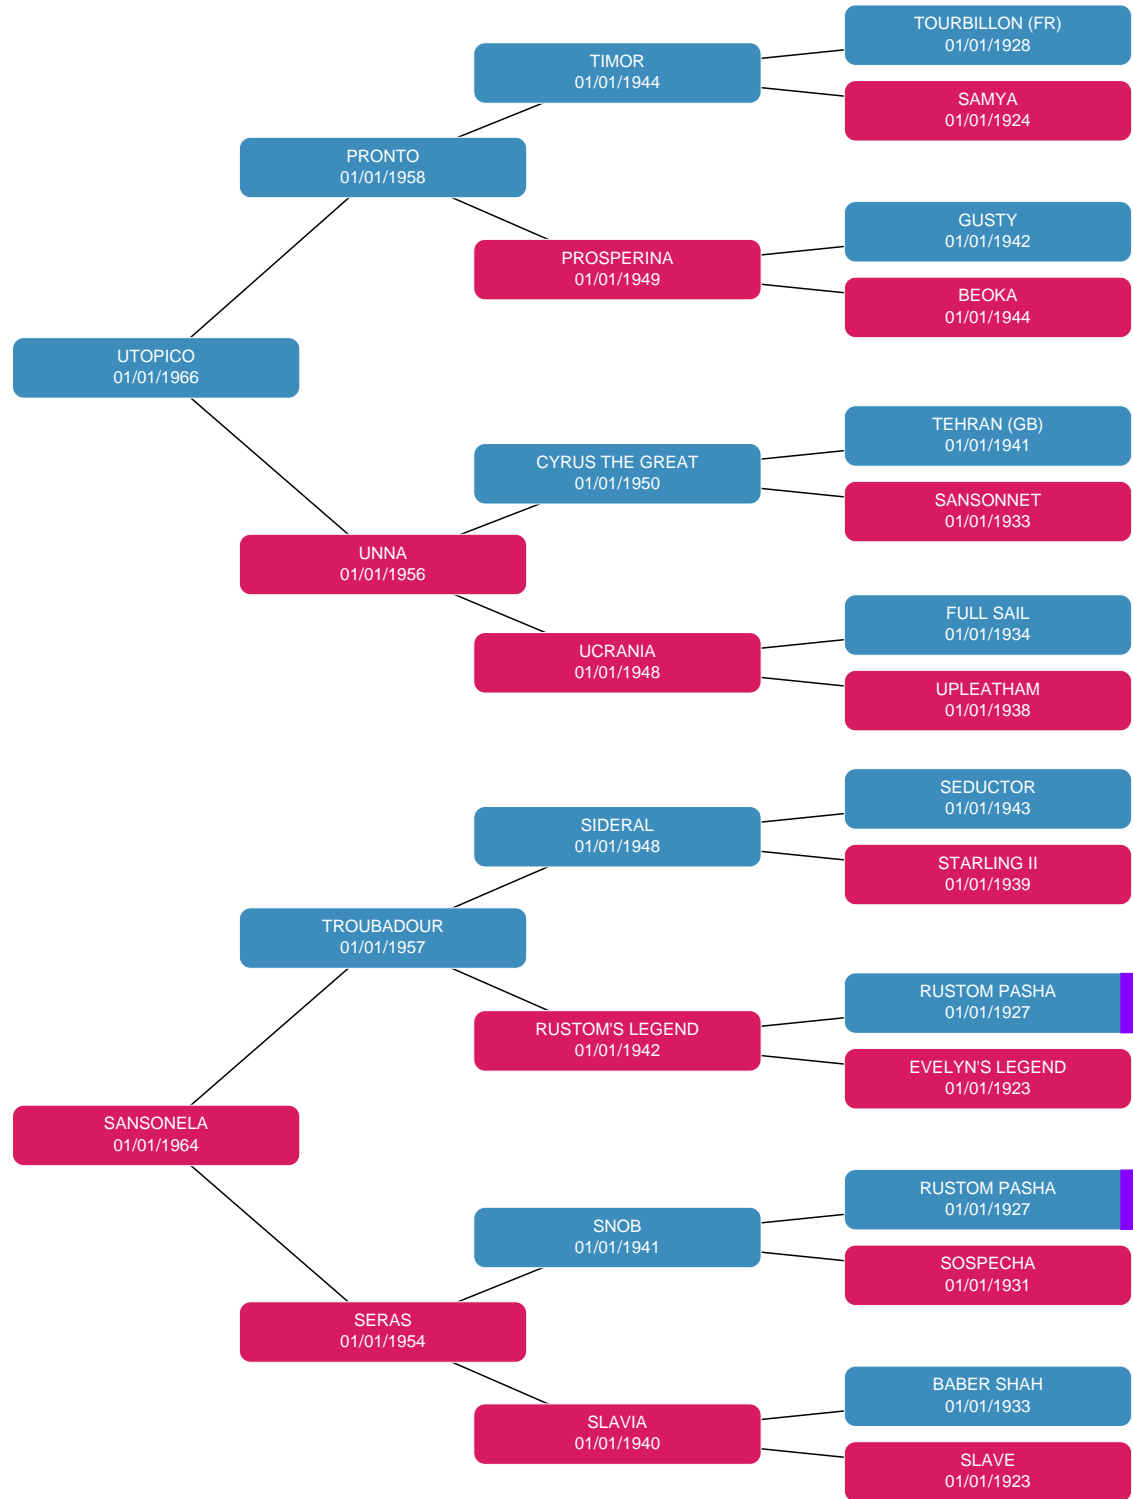 TOURBILLON (FR)
01/01/1928
TIMOR
01/01/1944
SAMYA
01/01/1924
PRONTO
01/01/1958
GUSTY
01/01/1942
PROSPERINA
01/01/1949
BEOKA
01/01/1944
UTOPICO
01/01/1966
TEHRAN (GB)
01/01/1941
CYRUS THE GREAT
01/01/1950
SANSONNET
01/01/1933
UNNA
01/01/1956
FULL SAIL
01/01/1934
UCRANIA
01/01/1948
UPLEATHAM
01/01/1938
SEDUCTOR
01/01/1943
SIDERAL
01/01/1948
STARLING II
01/01/1939
TROUBADOUR
01/01/1957
RUSTOM PASHA
01/01/1927
RUSTOM'S LEGEND
01/01/1942
EVELYN'S LEGEND
01/01/1923
SANSONELA
01/01/1964
RUSTOM PASHA
01/01/1927
SNOB
01/01/1941
SOSPECHA
01/01/1931
SERAS
01/01/1954
BABER SHAH
01/01/1933
SLAVIA
01/01/1940
SLAVE
01/01/1923